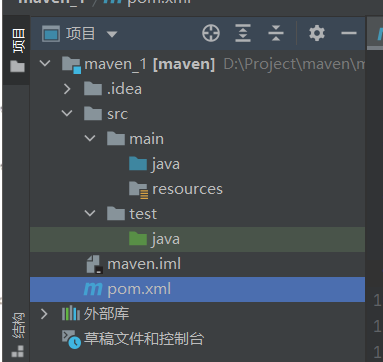 maven_1 / pom.xml
项目
项目
maven_1 [maven] D:\Project\maven\m
.idea
src
main
java
resources
test
java
maven.iml
m pom.xml
外部库
草稿文件和控制台
结构
1
1
1